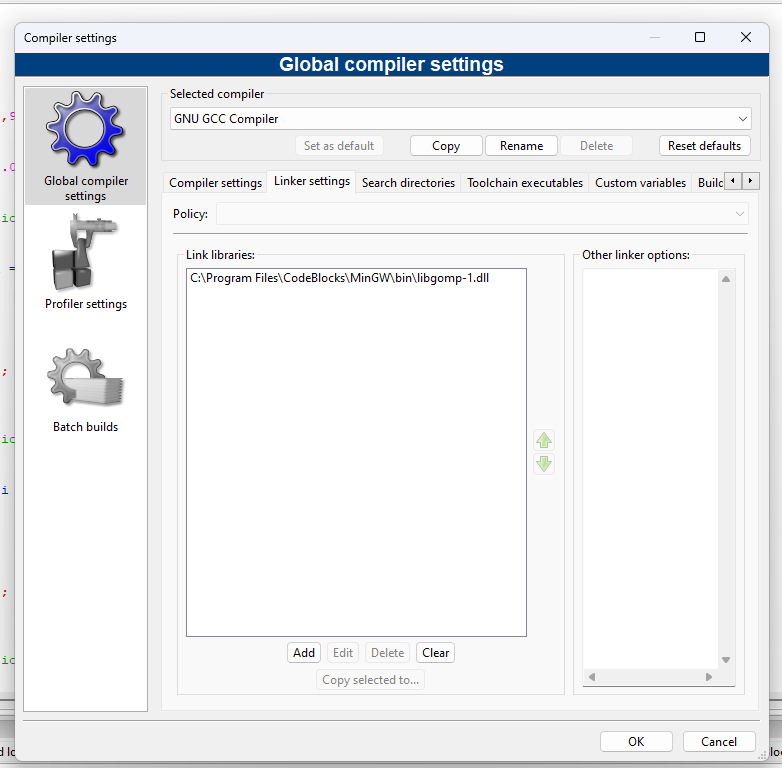 Compiler settings
Global compiler settings
Global compiler
settings
Profiler settings
Batch builds
Selected compiler
GNU GCC Compiler
Set as default Copy Rename Delete Reset defaults
Compiler settings Linker settings Search directories Toolchain executables Custom variables
Policy:
Link libraries:
C:\Program Files\CodeBlocks\MinGW\bin\libgomp-1.dll
Add Edit Delete Clear
Copy selected to...
Other linker options:
OK Cancel